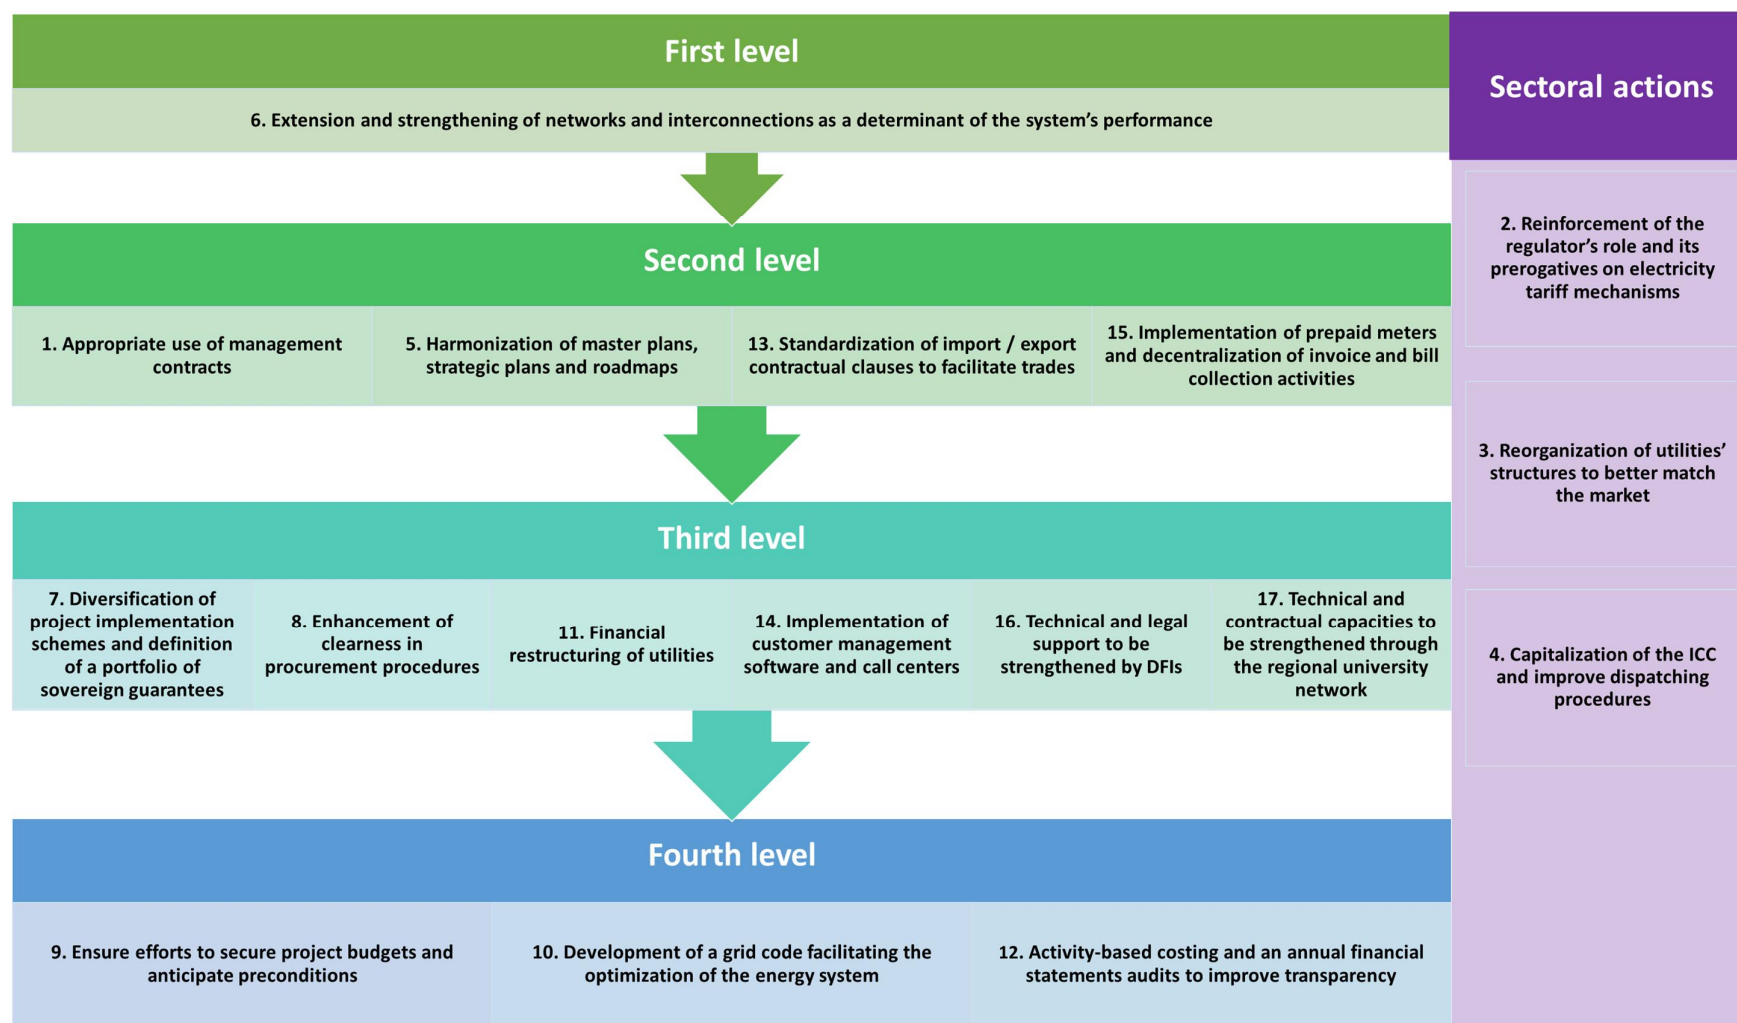 First level
6. Extension and strengthening of networks and interconnections as a determinant of the system’s performance
Second level
1. Appropriate use of management
contracts
5. Harmonization of master plans,
strategic plans and roadmaps
13. Standardization of import / export
contractual clauses to facilitate trades
15. Implementation of prepaid meters
and decentralization of invoice and bill
collection activities
Third level
7. Diversification of
project implementation
schemes and definition
of a portfolio of
sovereign guarantees
8. Enhancement of
clearness in
procurement procedures
11. Financial
restructuring of utilities
14. Implementation of
customer management
software and call centers
16. Technical and legal
support to be
strengthened by DFIs
17. Technical and
contractual capacities to
be strengthened through
the regional university
network
Fourth level
9. Ensure efforts to secure project budgets and
anticipate preconditions
10. Development of a grid code facilitating the
optimization of the energy system
12. Activity-based costing and an annual financial
statements audits to improve transparency
Sectoral actions
2. Reinforcement of the
regulator’s role and its
prerogatives on electricity
tariff mechanisms
3. Reorganization of utilities’
structures to better match
the market
4. Capitalization of the ICC
and improve dispatching
procedures